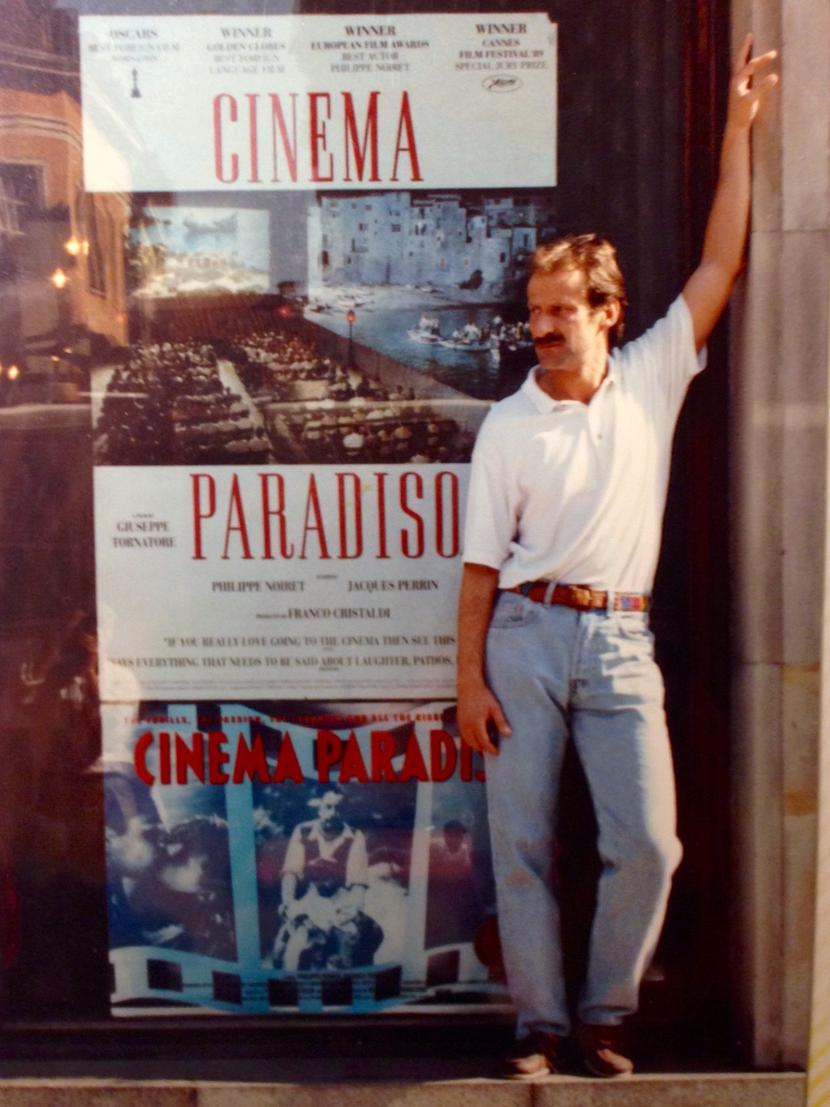 OSCARS
BEST FOREIGN FILM
WINNER
GOLDEN GLOBES
BEST FOREIGN
LANGUAGE FILM
WINNER
EUROPEAN FILM AWARDS
BEST ACTOR
PHILIPPE NOIRET
WINNER
CANNES
FILM FESTIVAL '89
SPECIAL JURY PRIZE
CINEMA
PARADISO
GIUSEPPE
TORNATORE
PHILIPPE NOIRET JACQUES PERRIN
FRANCO CRISTALDI
"IF YOU REALLY LOVE GOING TO THE CINEMA THEN SEE THIS
EVERYTHING THAT NEEDS TO BE SAID ABOUT LAUGHTER, PATHOS,
CINEMA PARADIS